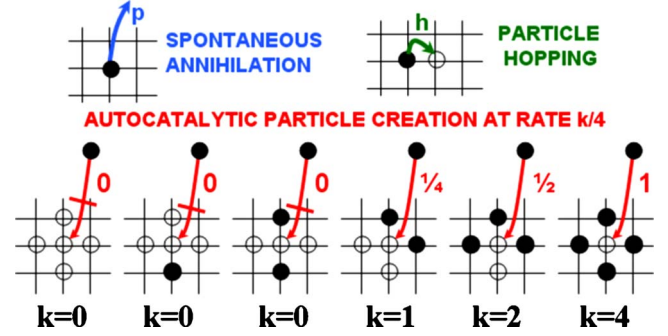 p
SPONTANEOUS
ANNIHILATION
h
PARTICLE
HOPPING
AUTOCATALYTIC PARTICLE CREATION AT RATE k/4
0 0 0 ¼ ½ 1
k=0 k=0 k=0 k=1 k=2 k=4